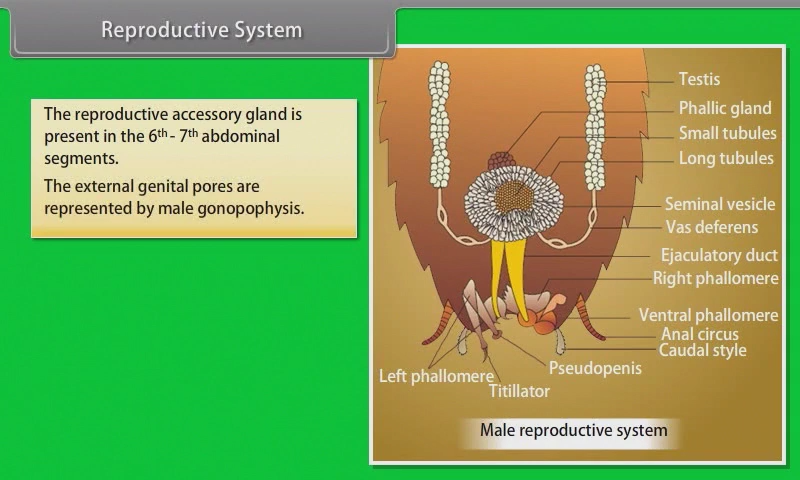 Reproductive System
The reproductive accessory gland is
present in the 6th - 7th abdominal
segments.
The external genital pores are
represented by male gonopophysis.
Testis
Phallic gland
Small tubules
Long tubules
Seminal vesicle
Vas deferens
Ejaculatory duct
Right phallomere
Ventral phallomere
Anal circus
Caudal style
Pseudopenis
Left phallomere
Titillator
Male reproductive system